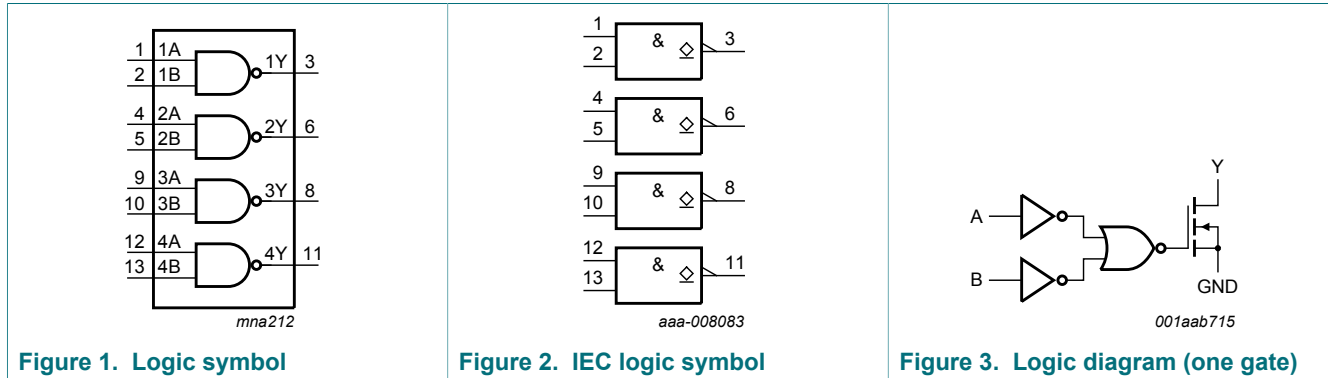 1 1A 1Y 3
2 1B
4 2A 2Y 6
5 2B
9 3A 3Y 8
10 3B
12 4A 4Y 11
13 4B
mna212
Figure 1. Logic symbol
1 & 3
2
4 & 6
5
9 & 8
10
12 & 11
13
aaa-008083
Figure 2. IEC logic symbol
Y
A
B
GND
001aab715
Figure 3. Logic diagram (one gate)